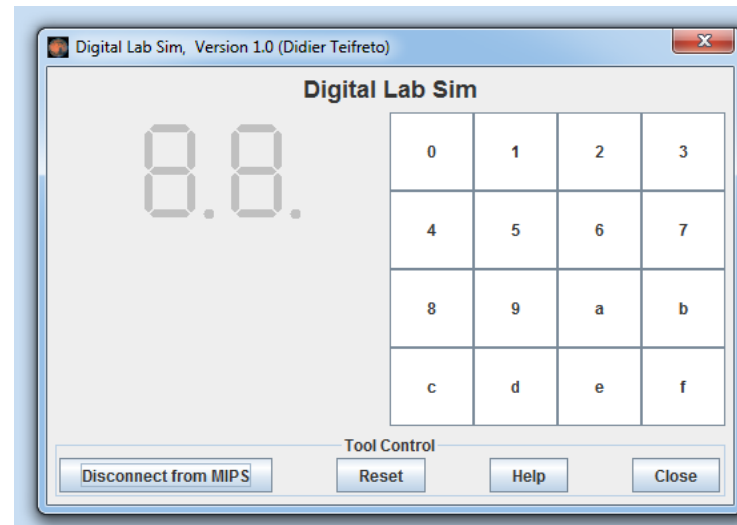 Digital Lab Sim, Version 1.0 (Didier Teifreto)
Digital Lab Sim
8.8.
0 1 2 3
4 5 6 7
8 9 a b
c d e f
Tool Control
Disconnect from MIPS Reset Help Close